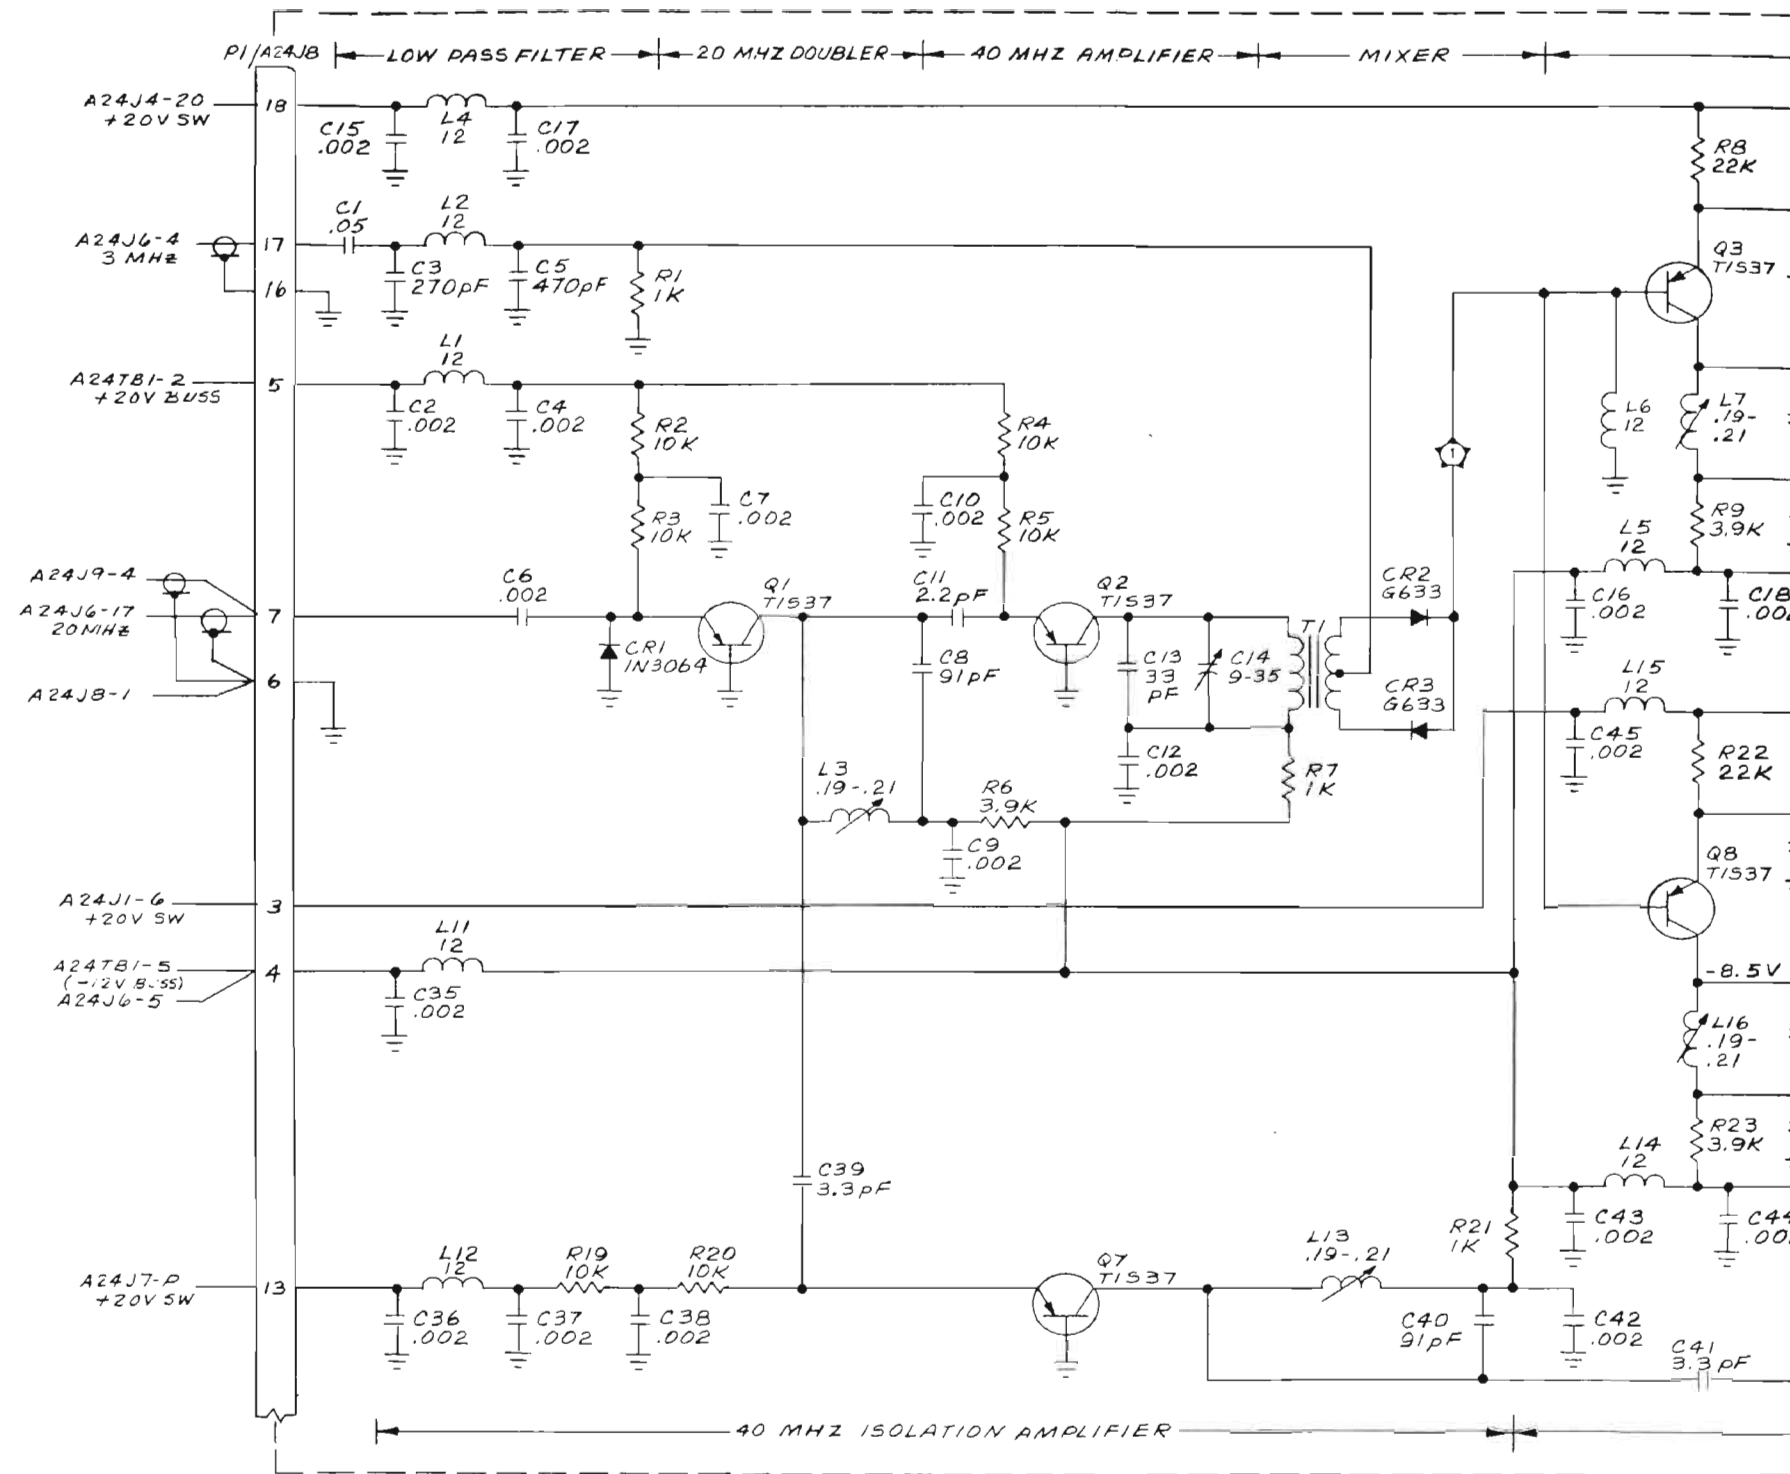 P1/A24J8
LOW PASS FILTER
20 MHZ DOUBLER
40 MHZ AMPLIFIER
MIXER
A24J4-20
+20V SW
18
C15
.002
L4
12
C17
.002
R8
22K
A24J6-4
3 MHZ
17
16
C1
.05
L2
12
C3
270pF
C5
470pF
R1
1K
Q3
TIS37
A24TB1-2
+20V BUSS
5
L1
12
C2
.002
C4
.002
R2
10K
R4
10K
L6
12
L7
.19-
.21
1
R3
10K
C7
.002
C10
.002
R5
10K
R9
3.9K
L5
12
A24J9-4
A24J6-17
20MHZ
7
C6
.002
Q1
TIS37
C11
2.2pF
Q2
TIS37
CR2
G633
C16
.002
C18
.002
CR1
1N3064
C8
91pF
C13
33
pF
C14
9-35
T1
L15
12
6
A24J8-1
CR3
G633
C45
.002
R22
22K
L3
.19-.21
R6
3.9K
C12
.002
R7
1K
C9
.002
Q8
TIS37
A24J1-6
+20V SW
3
L11
12
A24TB1-5
(-12V BUSS)
A24J6-5
4
C35
.002
-8.5V
L16
.19-
.21
R23
3.9K
L14
12
C39
3.3pF
C43
.002
C44
.00
R21
1K
L13
.19-.21
A24J7-P
+20V SW
13
L12
12
R19
10K
R20
10K
Q7
TIS37
C36
.002
C37
.002
C38
.002
C40
91pF
C42
.002
C41
3.3pF
40 MHZ ISOLATION AMPLIFIER